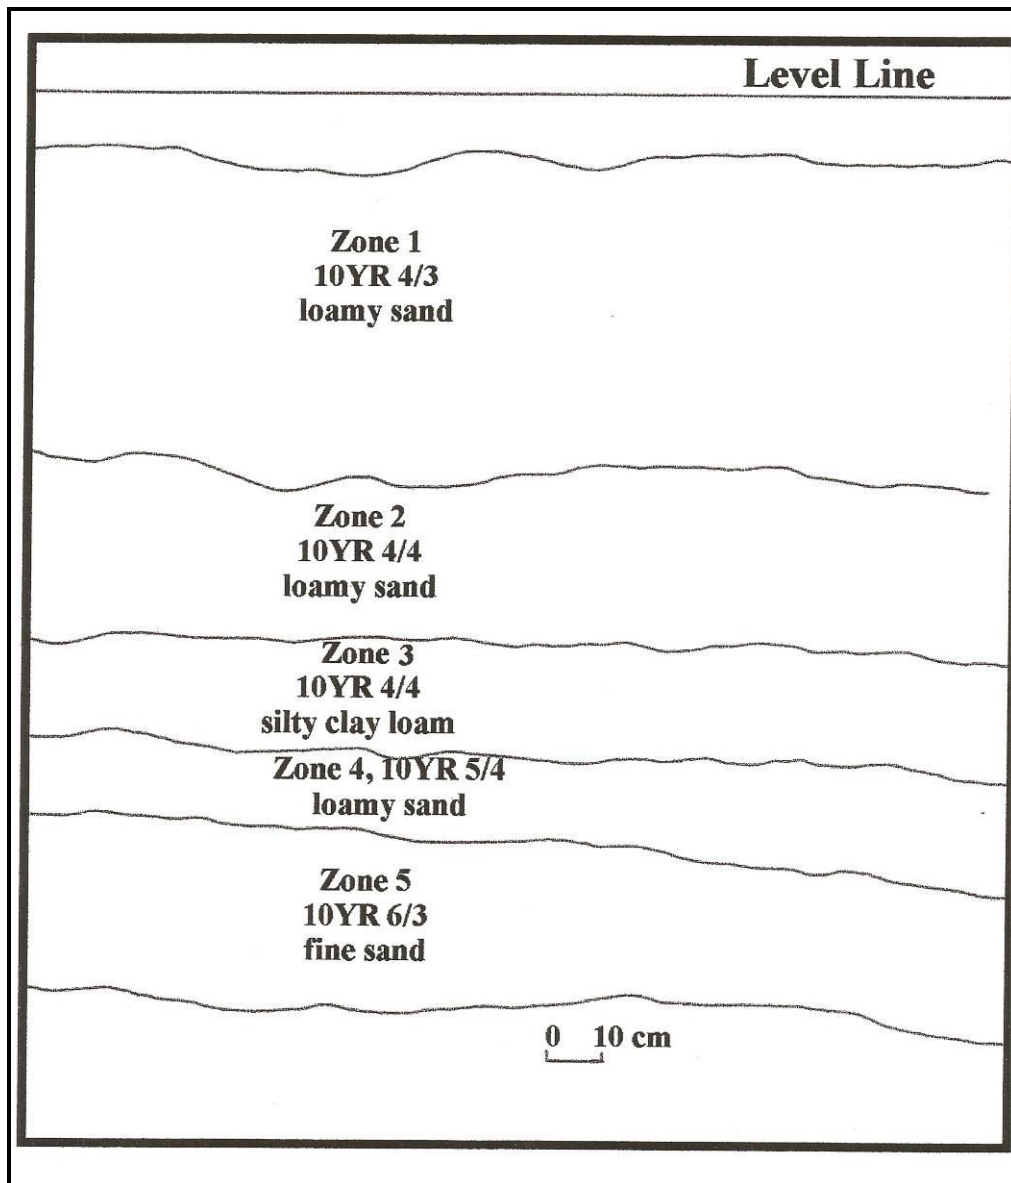 Level Line
Zone 1
10YR 4/3
loamy sand
Zone 2
10YR 4/4
loamy sand
Zone 3
10YR 4/4
silty clay loam
Zone 4, 10YR 5/4
loamy sand
Zone 5
10YR 6/3
fine sand
0 10 cm